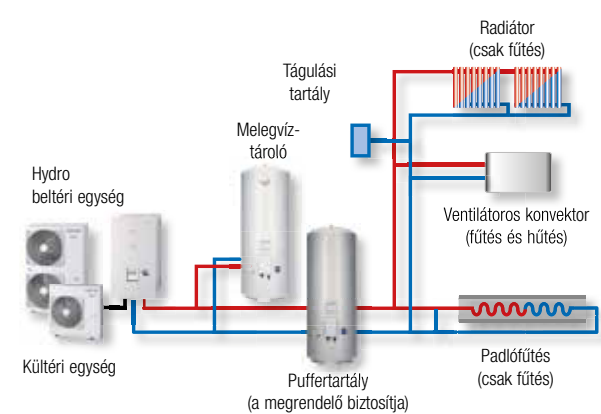 Radiátor
(csak fűtés)
Tágulási
tartály
Melegvíz-
tároló
Hydro
beltéri egység
Ventilátoros konvektor
(fűtés és hűtés)
Kültéri egység
Puffertartály
(a megrendelő biztosítja)
Padlófűtés
(csak fűtés)